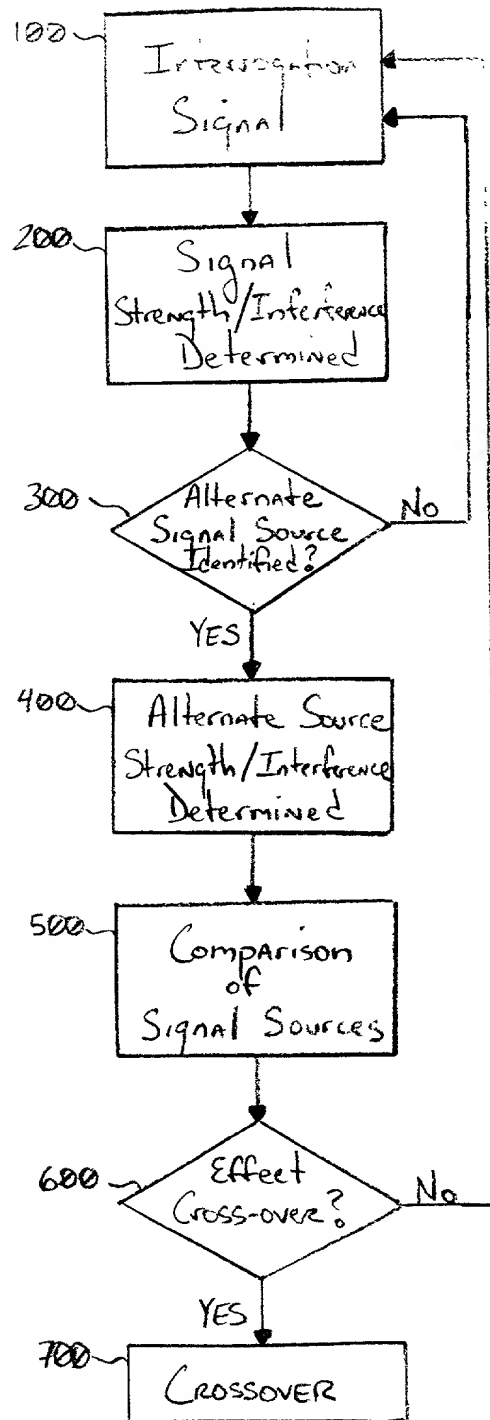 100
Interrogation
Signal
200
Signal
Strength/Interference
Determined
300
Alternate
Signal Source
Identified?
No
YES
400
Alternate Source
Strength/Interference
Determined
500
Comparison
of
Signal Sources
600
Effect
Cross-over?
No
YES
700
CROSSOVER